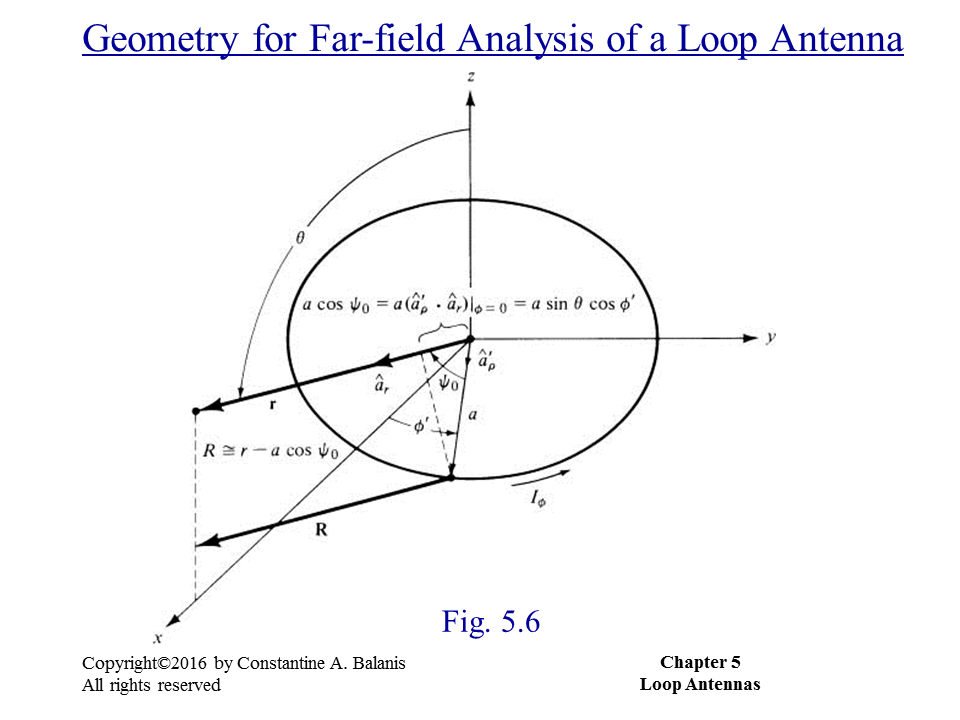 Geometry for Far-field Analysis of a Loop Antenna
z
θ
a cos ψ₀ = a(â′ρ · âr)|ϕ = 0 = a sin θ cos ϕ′
y
â′ρ
âr
ψ₀
r
a
ϕ′
R ≅ r − a cos ψ₀
Iϕ
R
x
Fig. 5.6
Copyright©2016 by Constantine A. Balanis
All rights reserved
Chapter 5
Loop Antennas